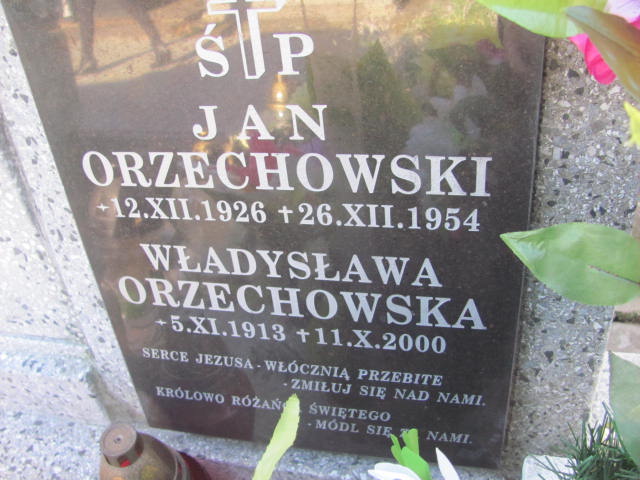 Ś P
JAN
ORZECHOWSKI
*12.XII.1926 †26.XII.1954
WŁADYSŁAWA
ORZECHOWSKA
*5.XI.1913 †11.X.2000
SERCE JEZUSA - WŁÓCZNIĄ PRZEBITE
- ZMIŁUJ SIĘ NAD NAMI.
KRÓLOWO ŚWIĘTEGO
- MÓDL SIĘ NAMI.